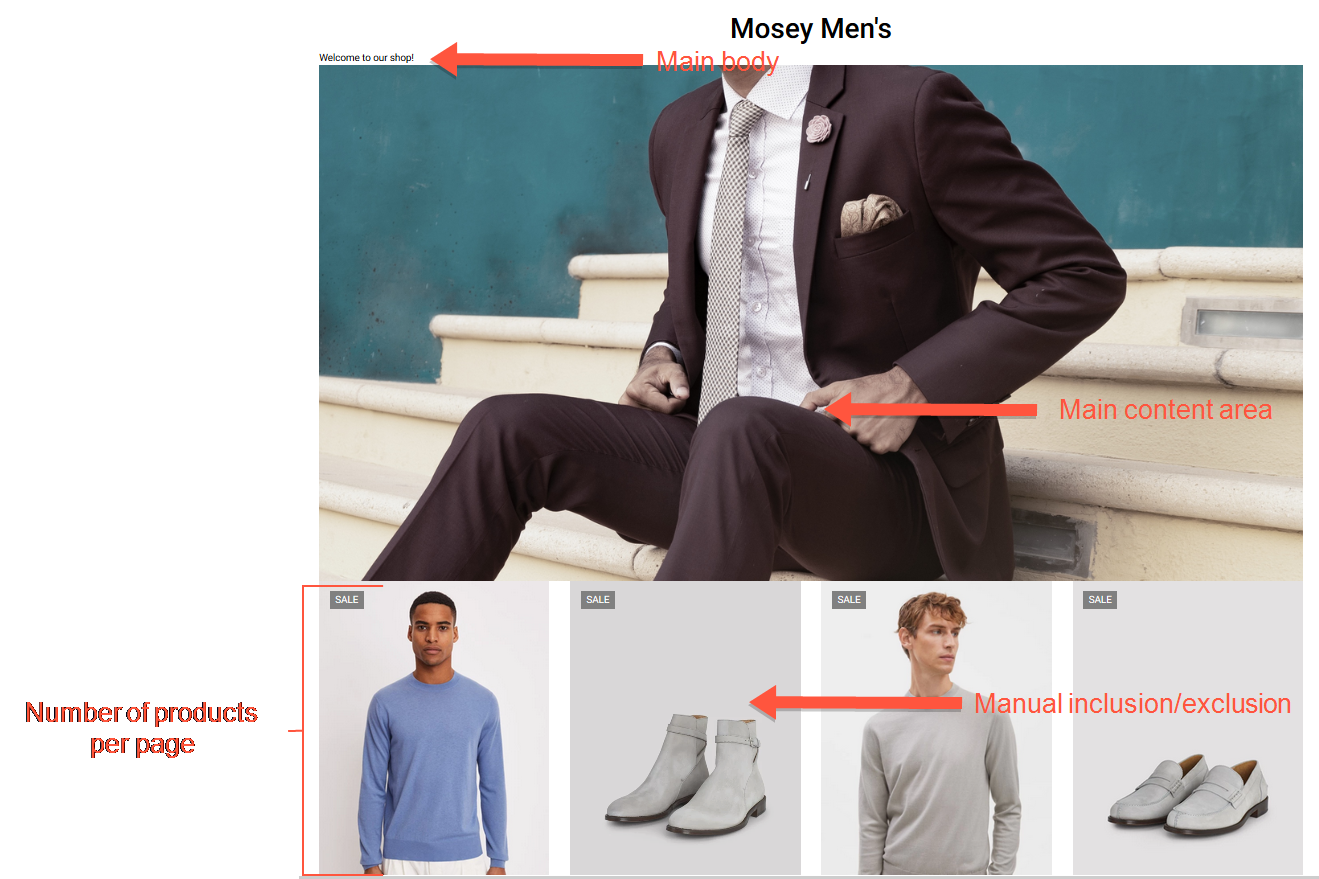 Mosey Men's
Welcome to our shop!
Main body
Main content area
SALE
SALE
SALE
SALE
Manual inclusion/exclusion
Number of products
per page